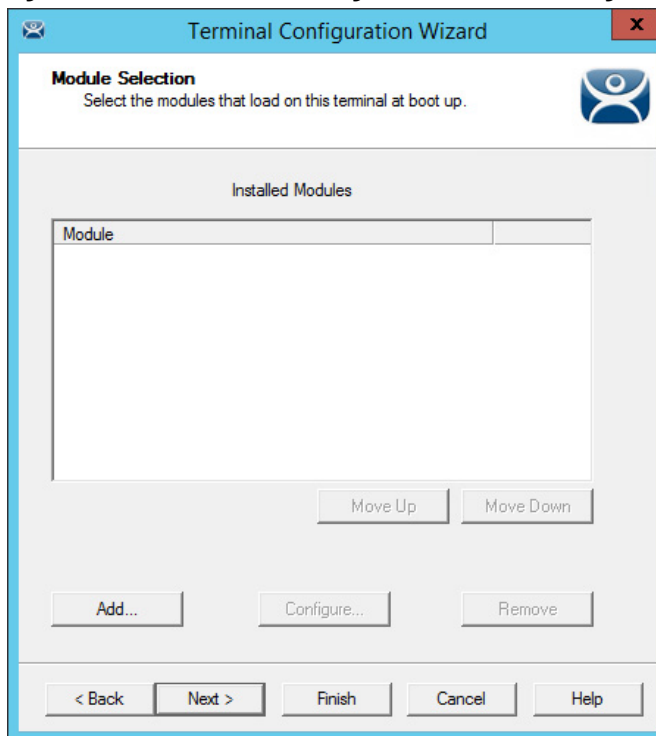 Terminal Configuration Wizard
x
Module Selection
Select the modules that load on this terminal at boot up.
Installed Modules
Module
Move Up Move Down
Add... Configure... Remove
< Back Next > Finish Cancel Help